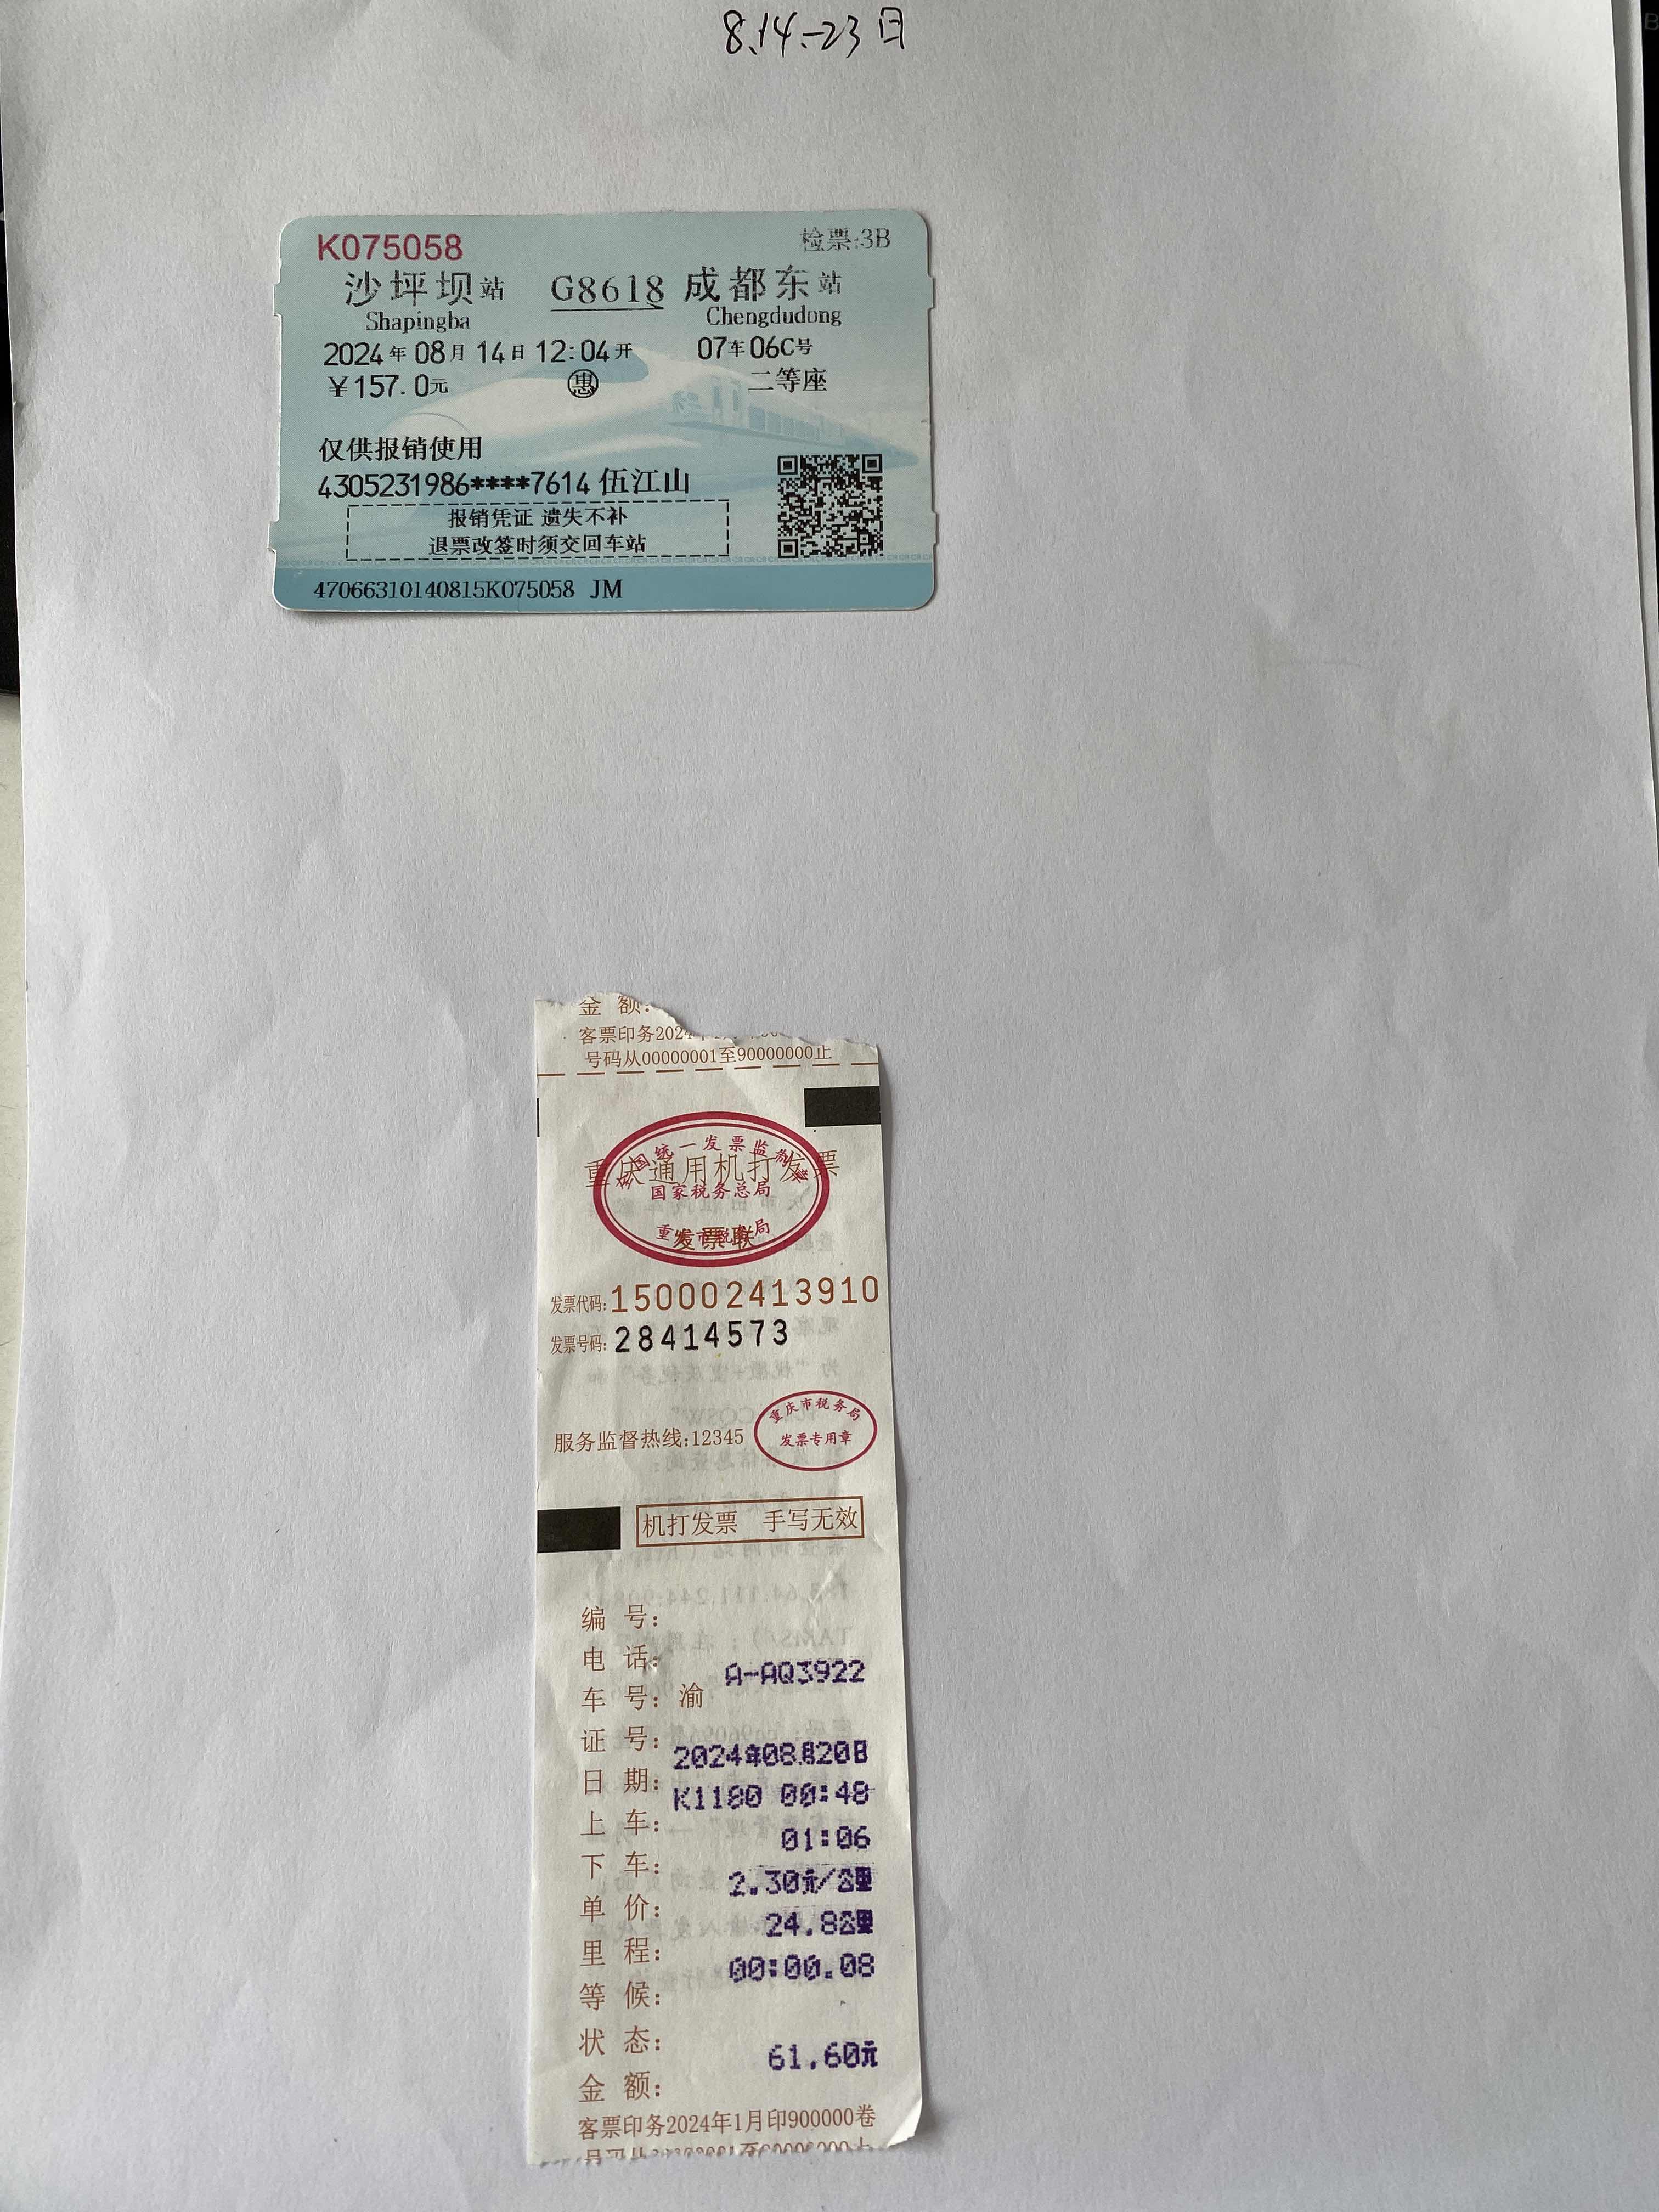 8.14.-23日
K075058 检票:3B
沙坪坝站 G8618 成都东站
Shapingba Chengdudong
2024年08月14日12:04开 07车06C号
￥157.0元 惠 二等座
仅供报销使用
4305231986****7614 伍江山
报销凭证 遗失不补
退票改签时须交回车站
47066310140815K075058 JM
金 额:
客票印务2024
号码从00000001至90000000止
全国统一发票监制章
重庆通用机打发票
国家税务总局
重庆市税务局
发票联
发票代码:150002413910
发票号码:28414573
重庆市税务局
服务监督热线:12345 发票专用章
机打发票 手写无效
编 号:
电 话:
A-AQ3922
车 号: 渝
证 号:
2024年08月20日
日 期:
K1180 00:48
上 车:
01:06
下 车:
2.30元/公里
单 价:
24.8公里
里 程:
00:00.08
等 候:
状 态:
61.60元
金 额:
客票印务2024年1月印900000卷